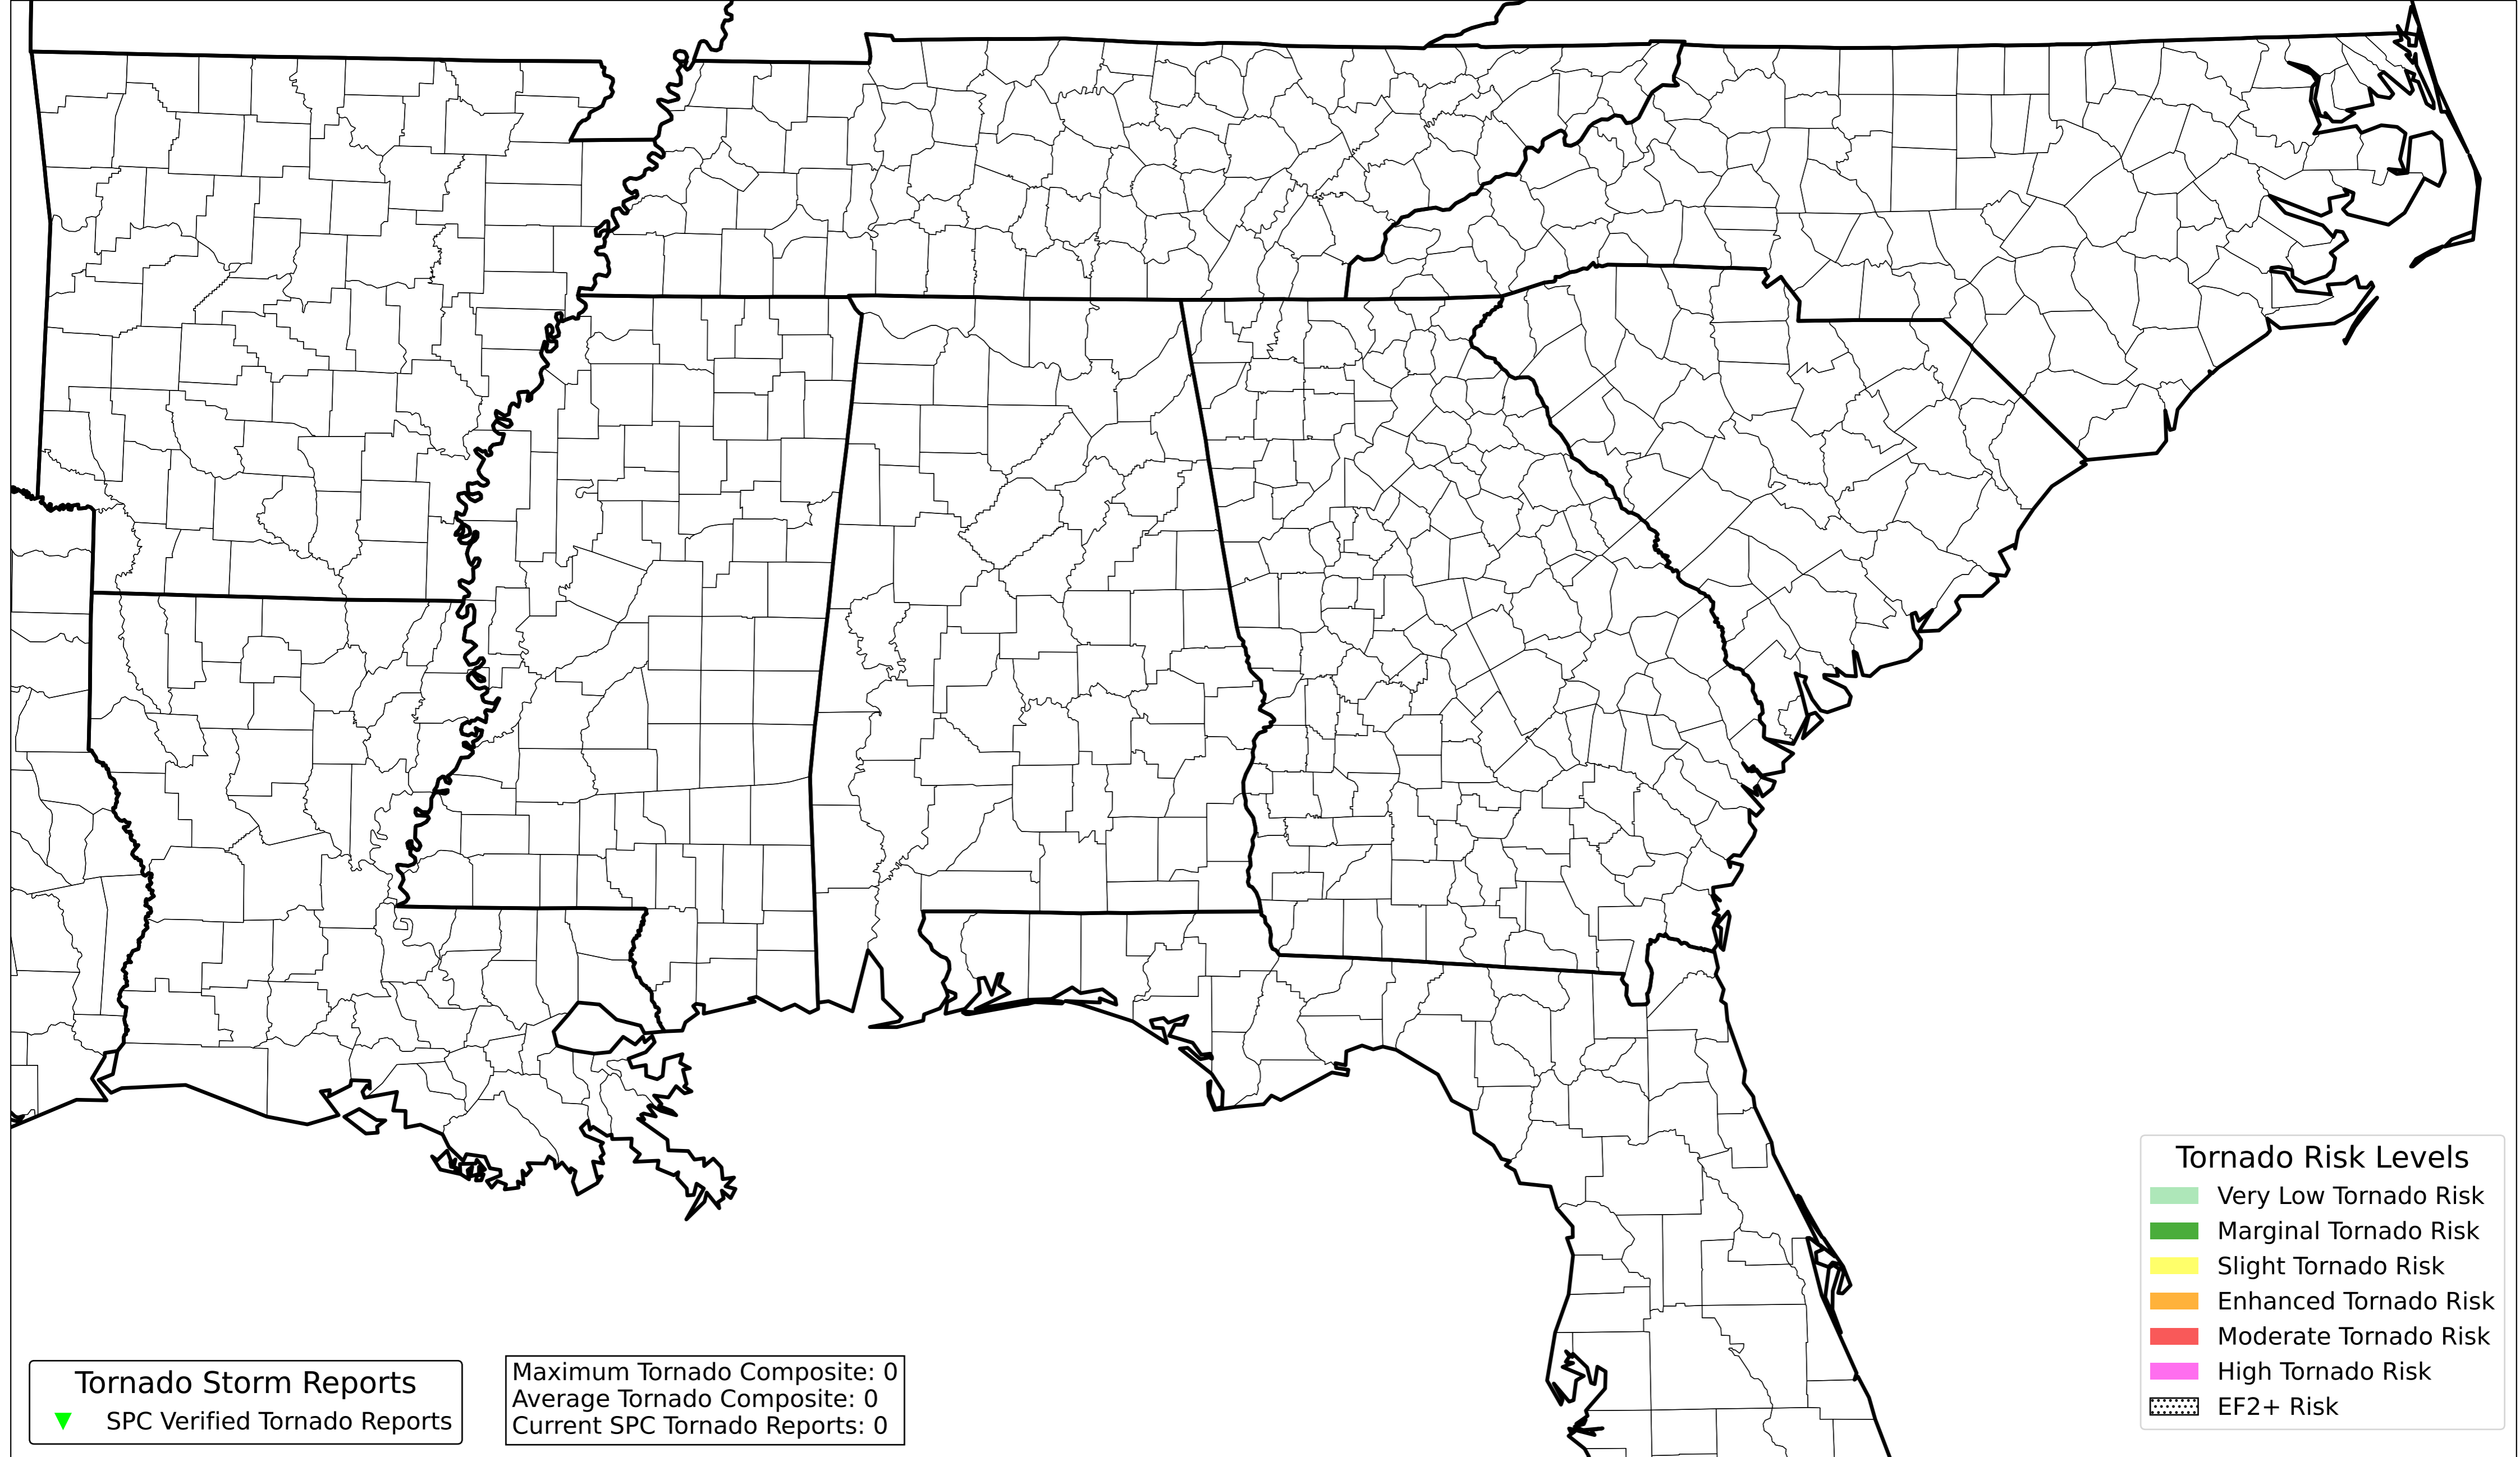 Tornado Risk Levels
Very Low Tornado Risk
Marginal Tornado Risk
Slight Tornado Risk
Enhanced Tornado Risk
Moderate Tornado Risk
High Tornado Risk
EF2+ Risk
Tornado Storm Reports
SPC Verified Tornado Reports
Maximum Tornado Composite: 0
Average Tornado Composite: 0
Current SPC Tornado Reports: 0